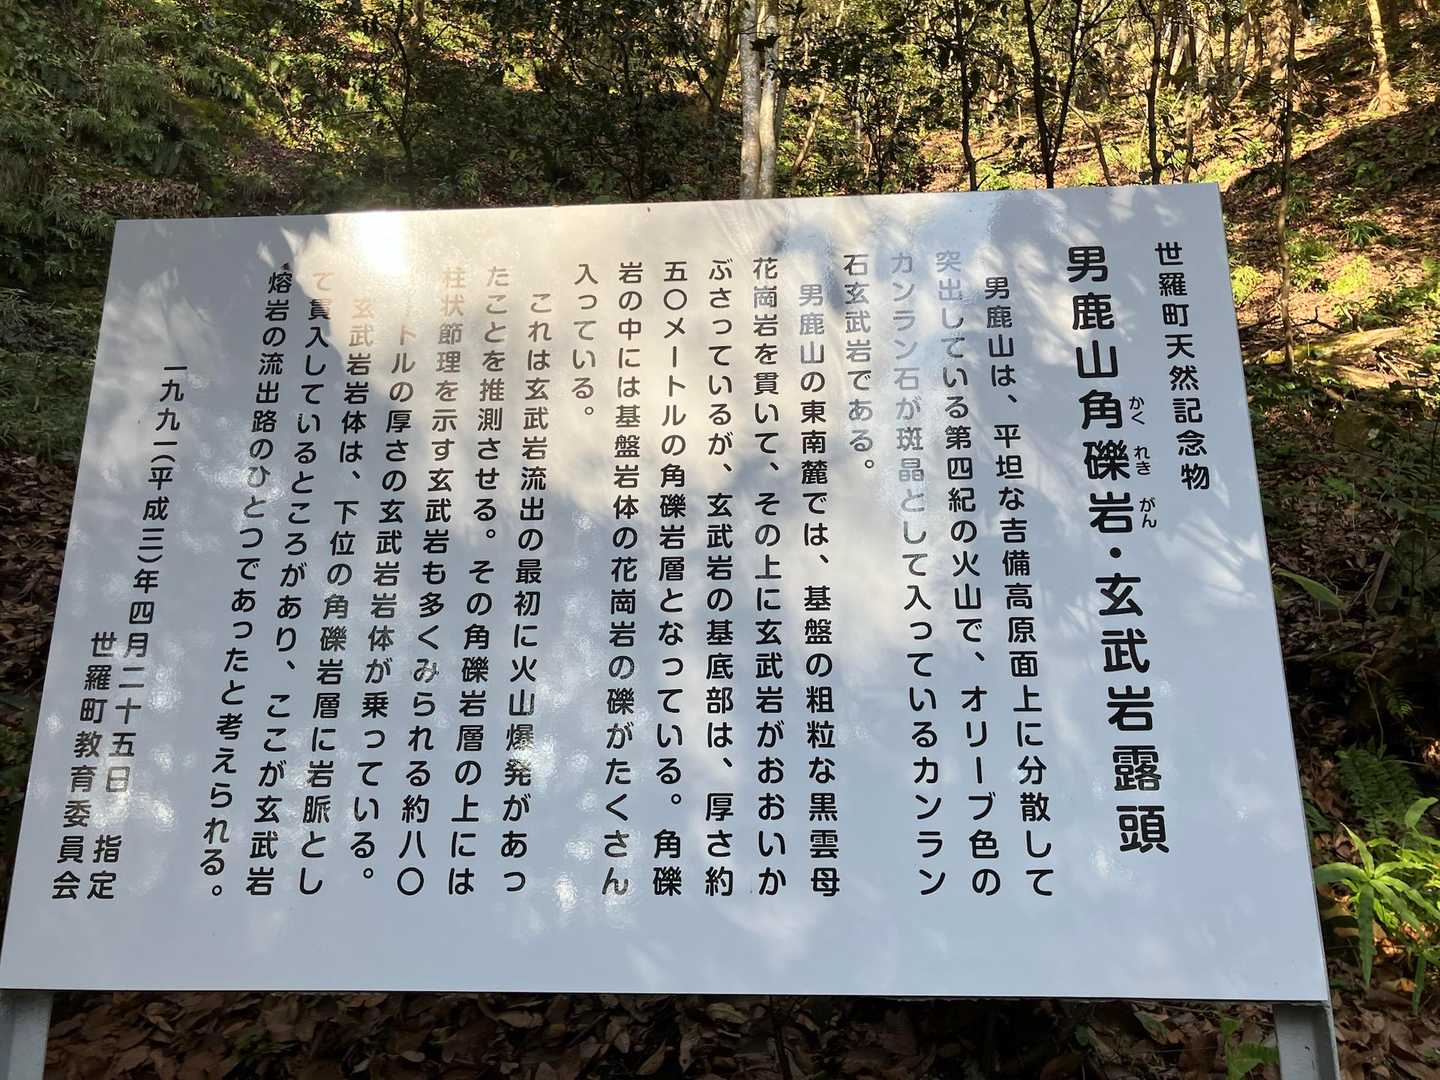 世羅町天然記念物
男鹿山角礫岩・玄武岩露頭
かくれきがん
男鹿山は、平坦な吉備高原面上に分散して
突出している第四紀の火山で、オリーブ色の
カンラン石が斑晶として入っているカンラン
石玄武岩である。
男鹿山の東南麓では、基盤の粗粒な黒雲母
花崗岩を貫いて、その上に玄武岩がおおいか
ぶさっているが、玄武岩の基底部は、厚さ約
五〇メートルの角礫岩層となっている。角礫
岩の中には基盤岩体の花崗岩の礫がたくさん
入っている。
これは玄武岩流出の最初に火山爆発があっ
たことを推測させる。その角礫岩層の上には
柱状節理を示す玄武岩も多くみられる約八〇
トルの厚さの玄武岩岩体が乗っている。
玄武岩岩体は、下位の角礫岩層に岩脈とし
て貫入しているところがあり、ここが玄武岩
熔岩の流出路のひとつであったと考えられる。
一九九一(平成三)年四月二十五日 指定
世羅町教育委員会